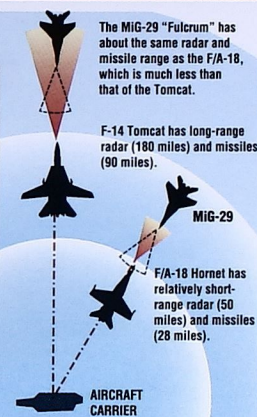 The MiG-29 “Fulcrum” has
about the same radar and
missile range as the F/A-18,
which is much less than
that of the Tomcat.
F-14 Tomcat has long-range
radar (180 miles) and missiles
(90 miles).
MiG-29
F/A-18 Hornet has
relatively short-
range radar (50
miles) and missiles
(28 miles).
AIRCRAFT
CARRIER